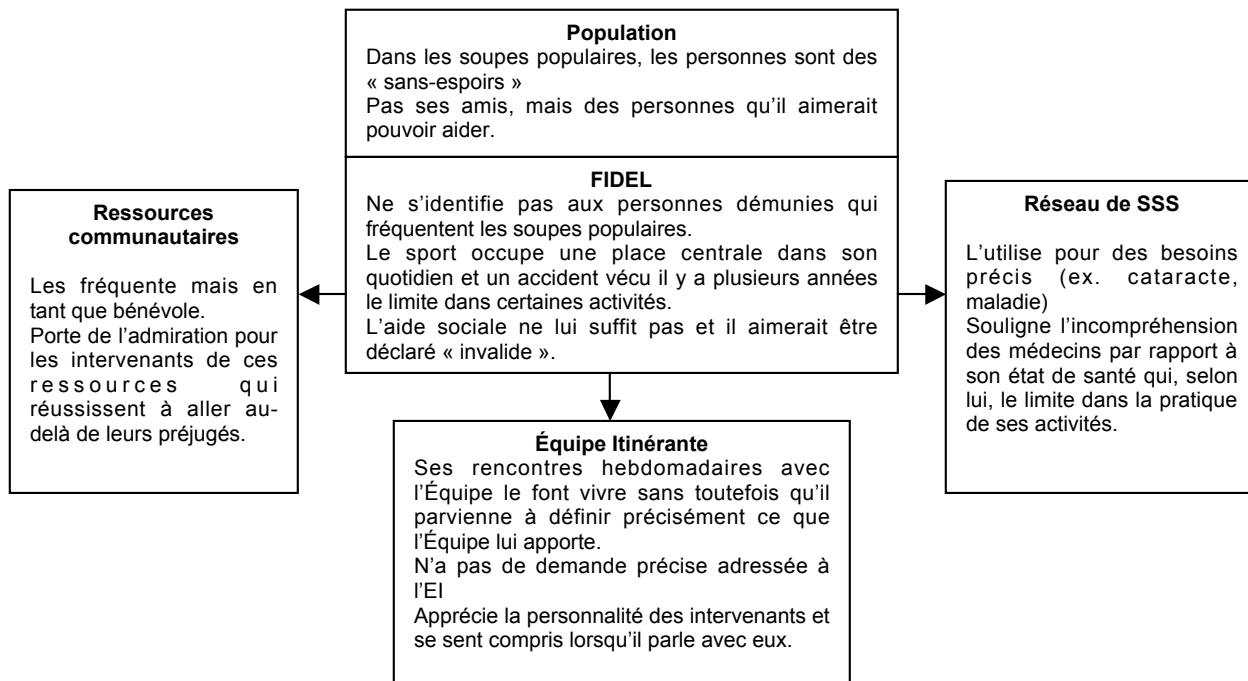 Population
Dans les soupes populaires, les personnes sont des
« sans-espoirs »
Pas ses amis, mais des personnes qu’il aimerait
pouvoir aider.
FIDEL
Ne s’identifie pas aux personnes démunies qui
fréquentent les soupes populaires.
Le sport occupe une place centrale dans son
quotidien et un accident vécu il y a plusieurs années
le limite dans certaines activités.
L’aide sociale ne lui suffit pas et il aimerait être
déclaré « invalide ».
Ressources
communautaires
Les fréquente mais en
tant que bénévole.
Porte de l’admiration pour
les intervenants de ces
ressources qui
réussissent à aller au-
delà de leurs préjugés.
Réseau de SSS
L’utilise pour des besoins
précis (ex. cataracte,
maladie)
Souligne l’incompréhension
des médecins par rapport à
son état de santé qui, selon
lui, le limite dans la pratique
de ses activités.
Équipe Itinérante
Ses rencontres hebdomadaires avec
l’Équipe le font vivre sans toutefois qu’il
parvienne à définir précisément ce que
l’Équipe lui apporte.
N’a pas de demande précise adressée à
l’EI
Apprécie la personnalité des intervenants et
se sent compris lorsqu’il parle avec eux.